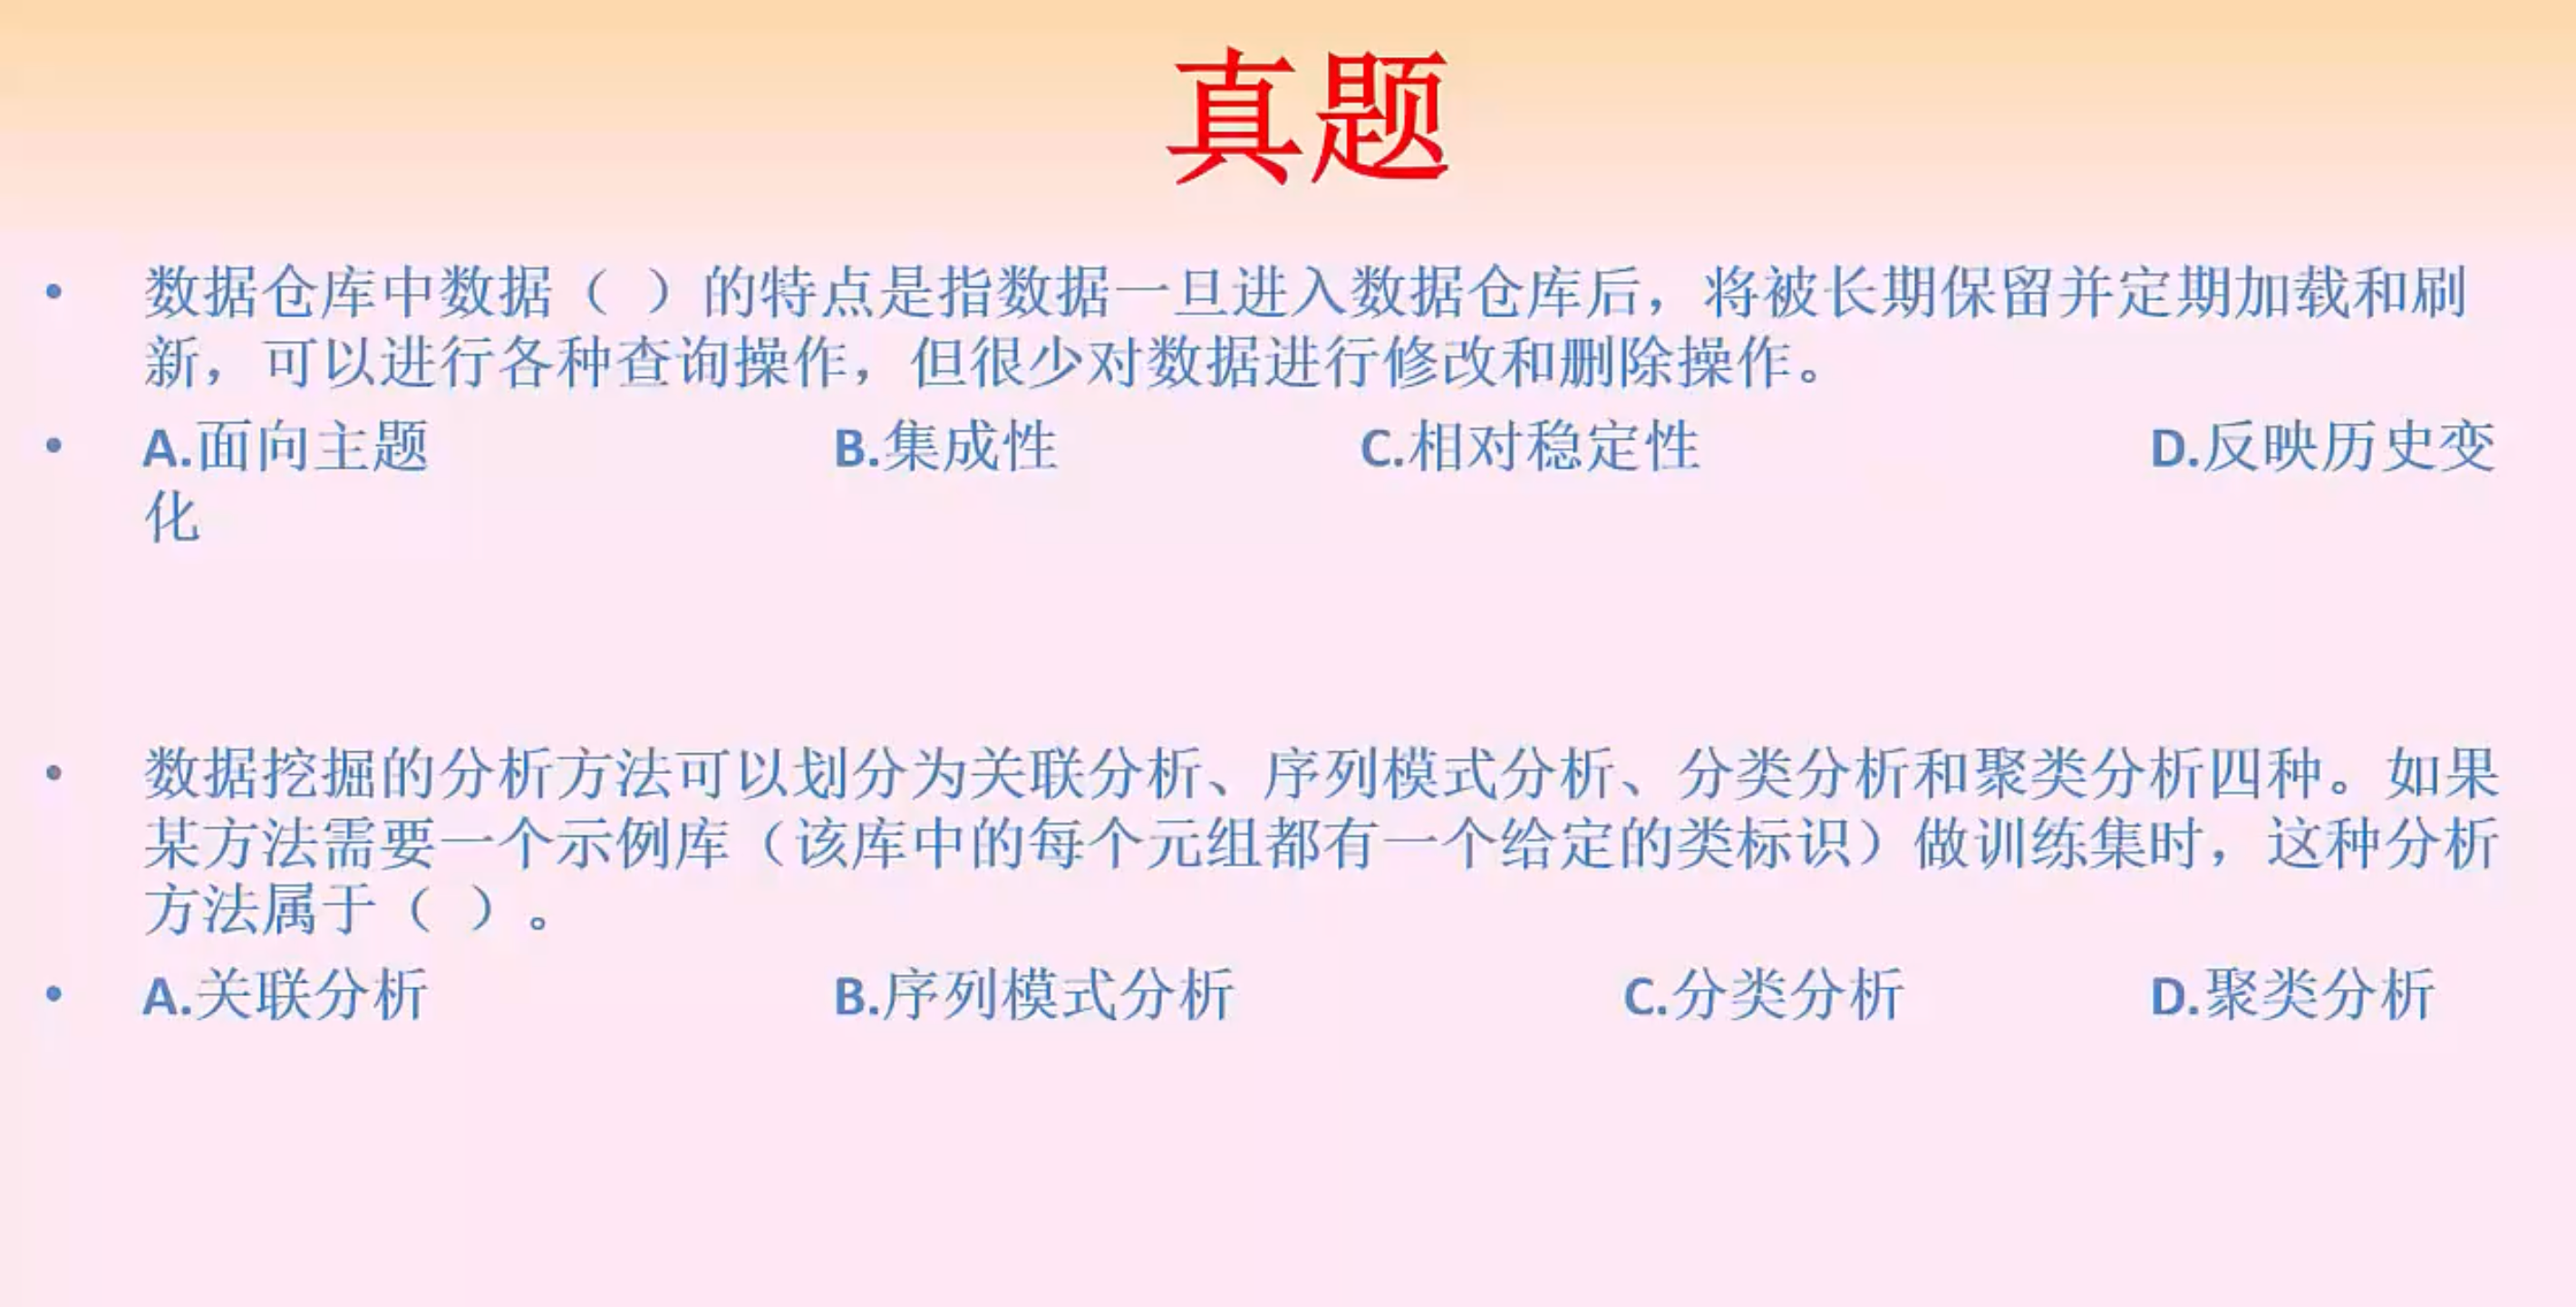 真题
• 数据仓库中数据（ ）的特点是指数据一旦进入数据仓库后，将被长期保留并定期加载和刷
新，可以进行各种查询操作，但很少对数据进行修改和删除操作。
• A.面向主题 B.集成性 C.相对稳定性 D.反映历史变
化
• 数据挖掘的分析方法可以划分为关联分析、序列模式分析、分类分析和聚类分析四种。如果
某方法需要一个示例库（该库中的每个元组都有一个给定的类标识）做训练集时，这种分析
方法属于（ ）。
• A.关联分析 B.序列模式分析 C.分类分析 D.聚类分析